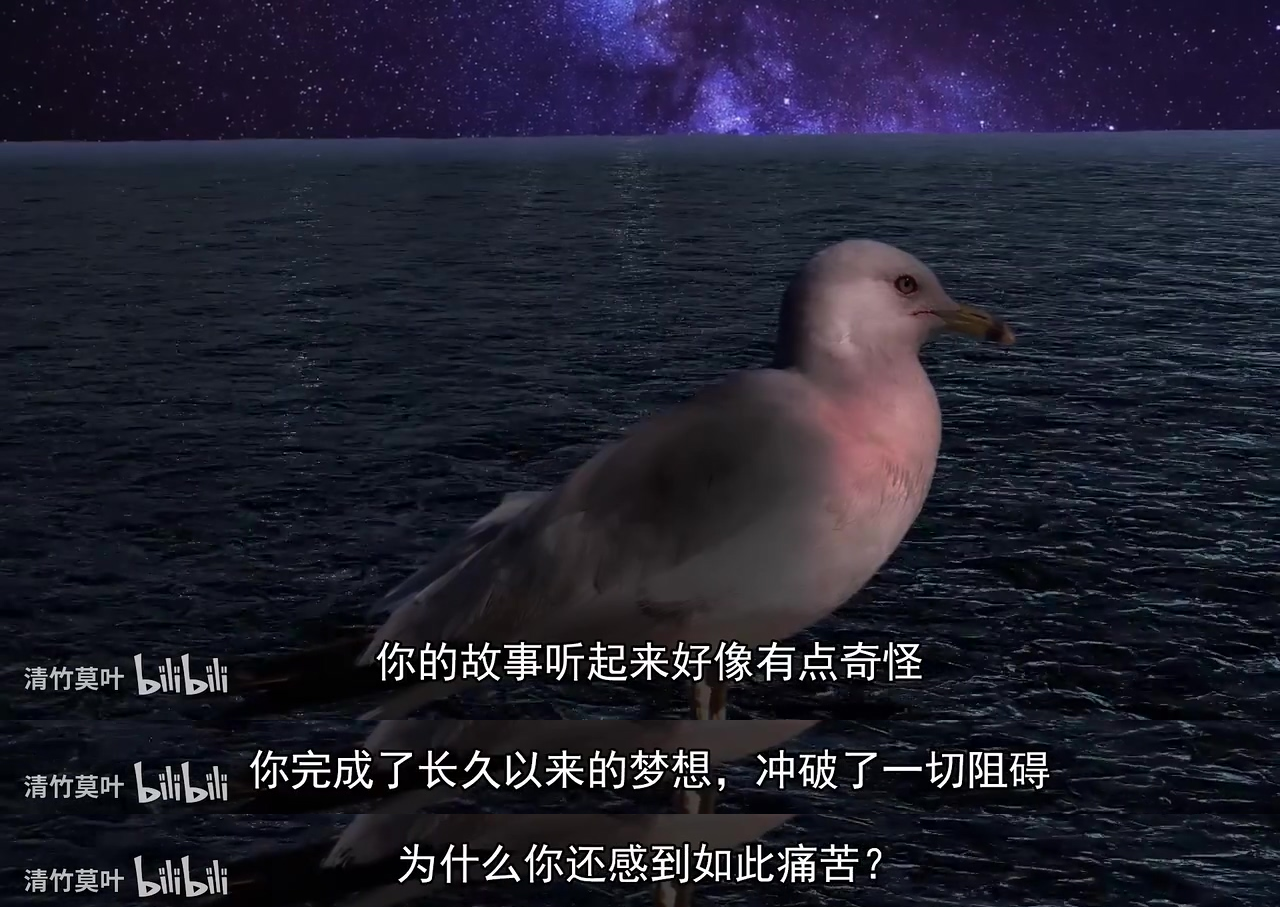 你的故事听起来好像有点奇怪
清竹莫叶 bilibili
你完成了长久以来的梦想，冲破了一切阻碍
清竹莫叶 bilibili
为什么你还感到如此痛苦？
清竹莫叶 bilibili